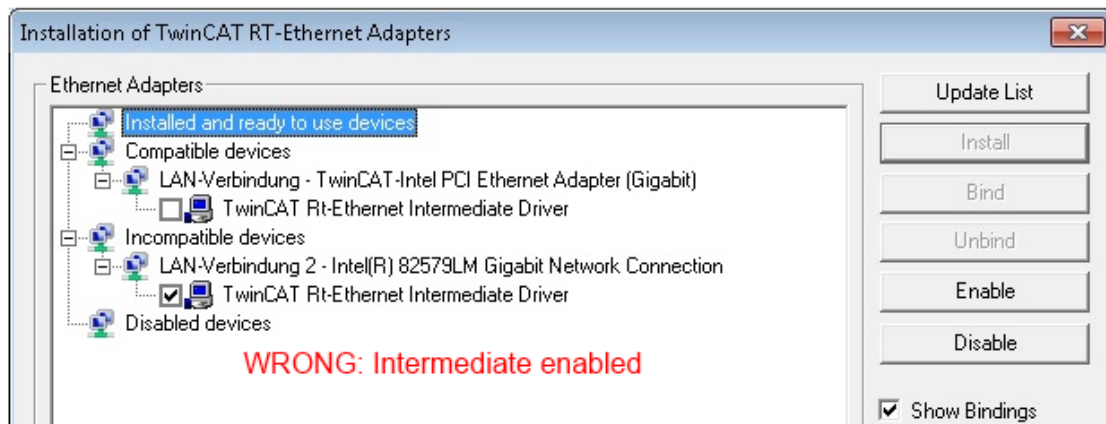 Installation of TwinCAT RT-Ethernet Adapters
Ethernet Adapters
Installed and ready to use devices
Compatible devices
LAN-Verbindung - TwinCAT-Intel PCI Ethernet Adapter (Gigabit)
TwinCAT Rt-Ethernet Intermediate Driver
Incompatible devices
LAN-Verbindung 2 - Intel(R) 82579LM Gigabit Network Connection
TwinCAT Rt-Ethernet Intermediate Driver
Disabled devices
WRONG: Intermediate enabled
Update List
Install
Bind
Unbind
Enable
Disable
Show Bindings